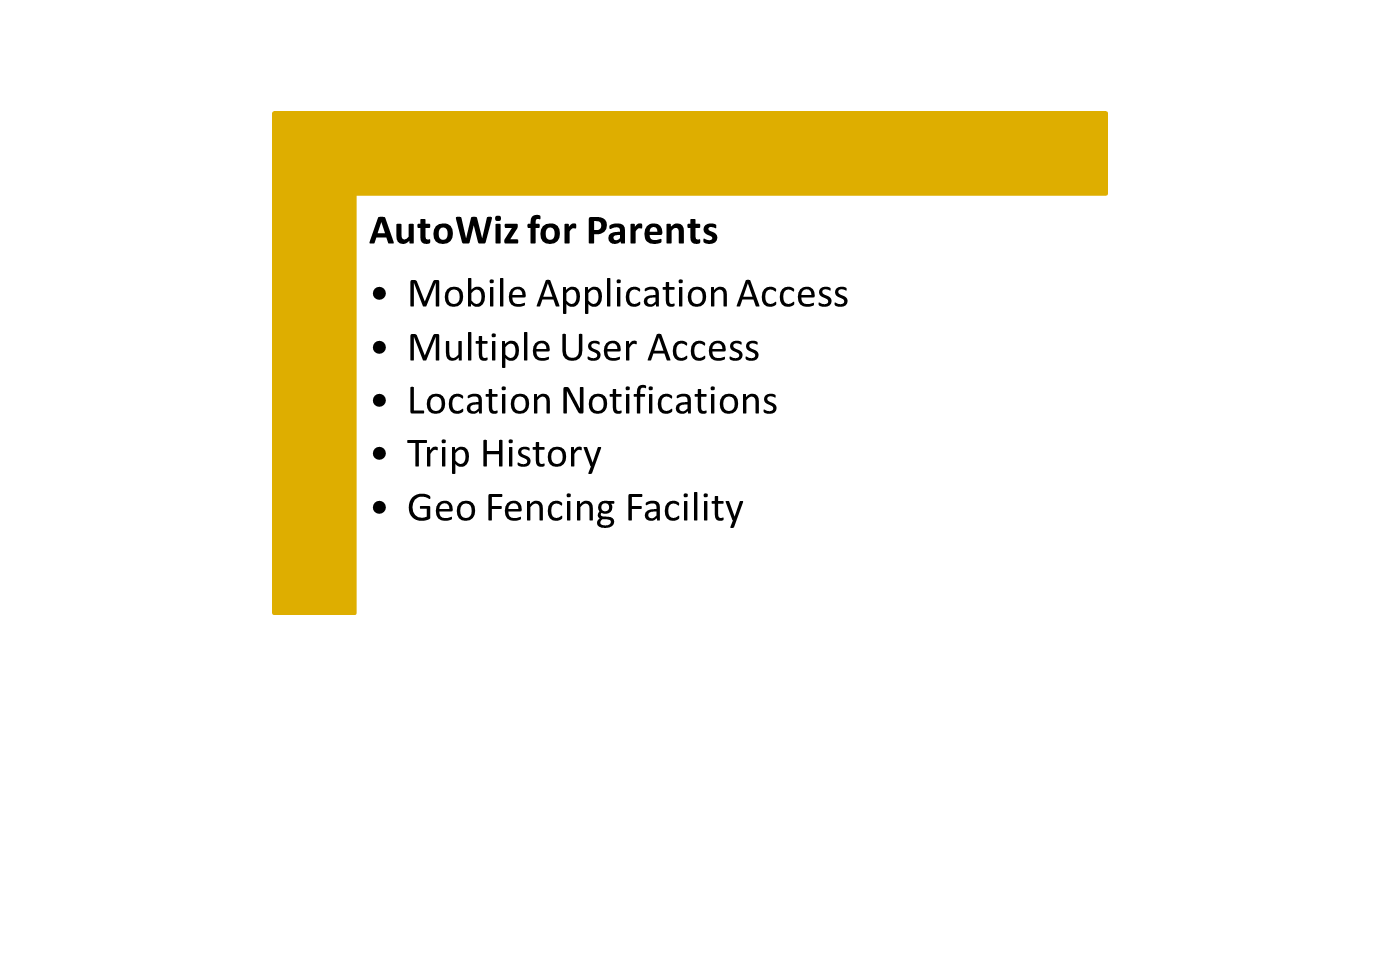 AutoWiz for Parents
• Mobile Application Access
• Multiple User Access
• Location Notifications
• Trip History
• Geo Fencing Facility